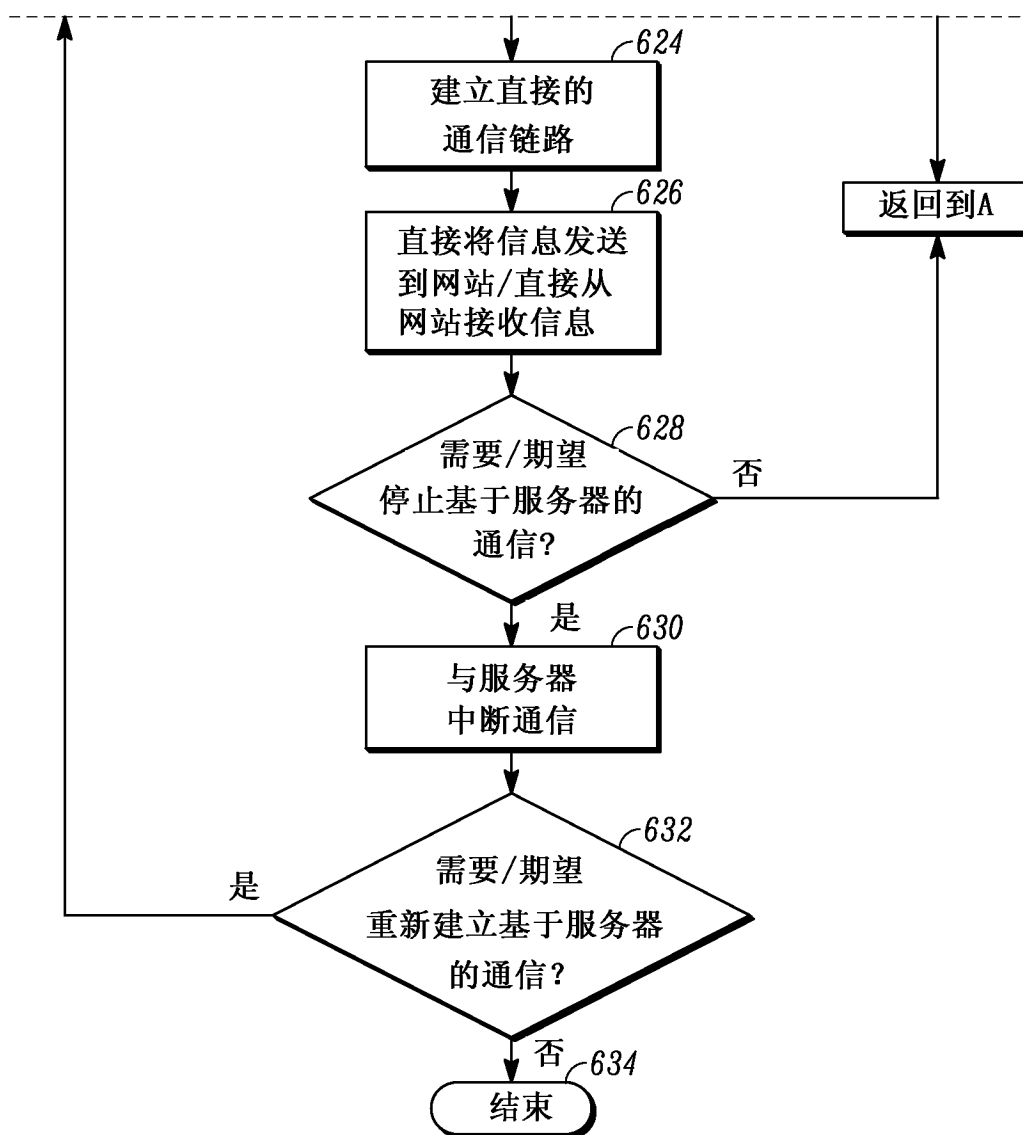 624
建立直接的
通信链路
626
返回到A
直接将信息发送
到网站/直接从
网站接收信息
628
需要/期望
停止基于服务器的
通信?
否
是
630
与服务器
中断通信
632
需要/期望
是
重新建立基于服务器
的通信?
否
634
结束